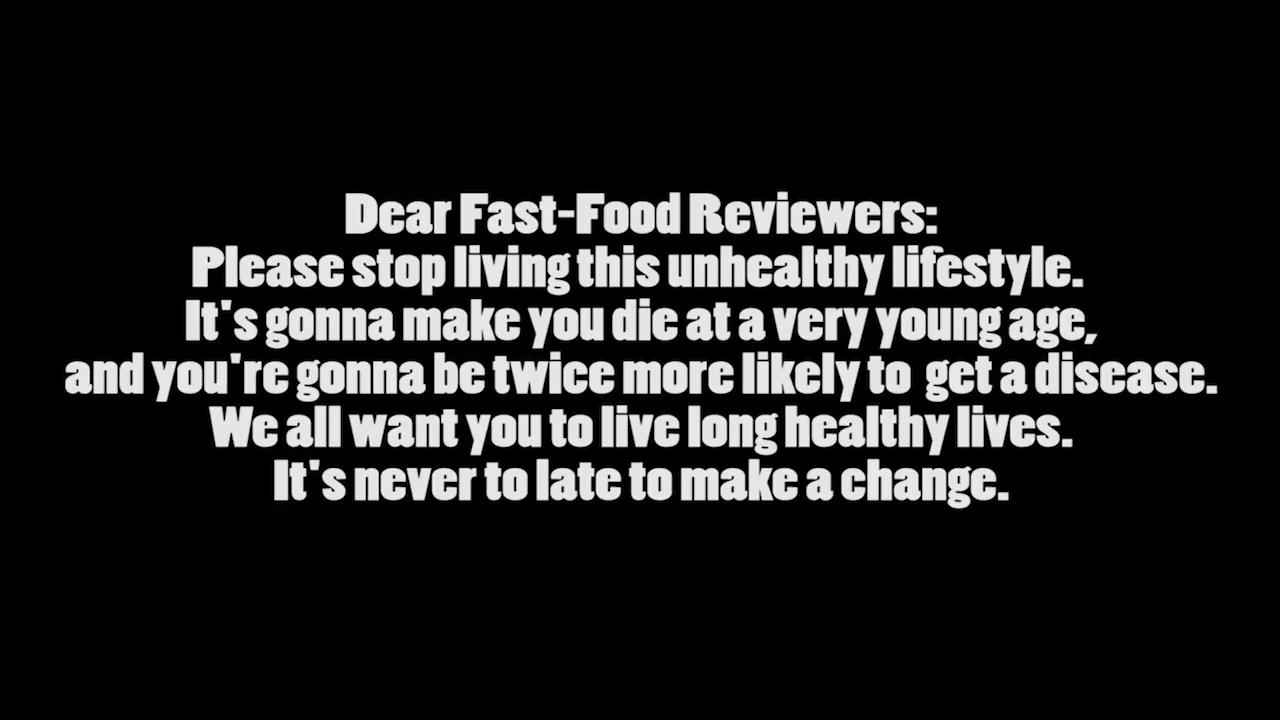 Dear Fast-Food Reviewers:
Please stop living this unhealthy lifestyle.
It's gonna make you die at a very young age,
and you're gonna be twice more likely to get a disease.
We all want you to live long healthy lives.
It's never to late to make a change.